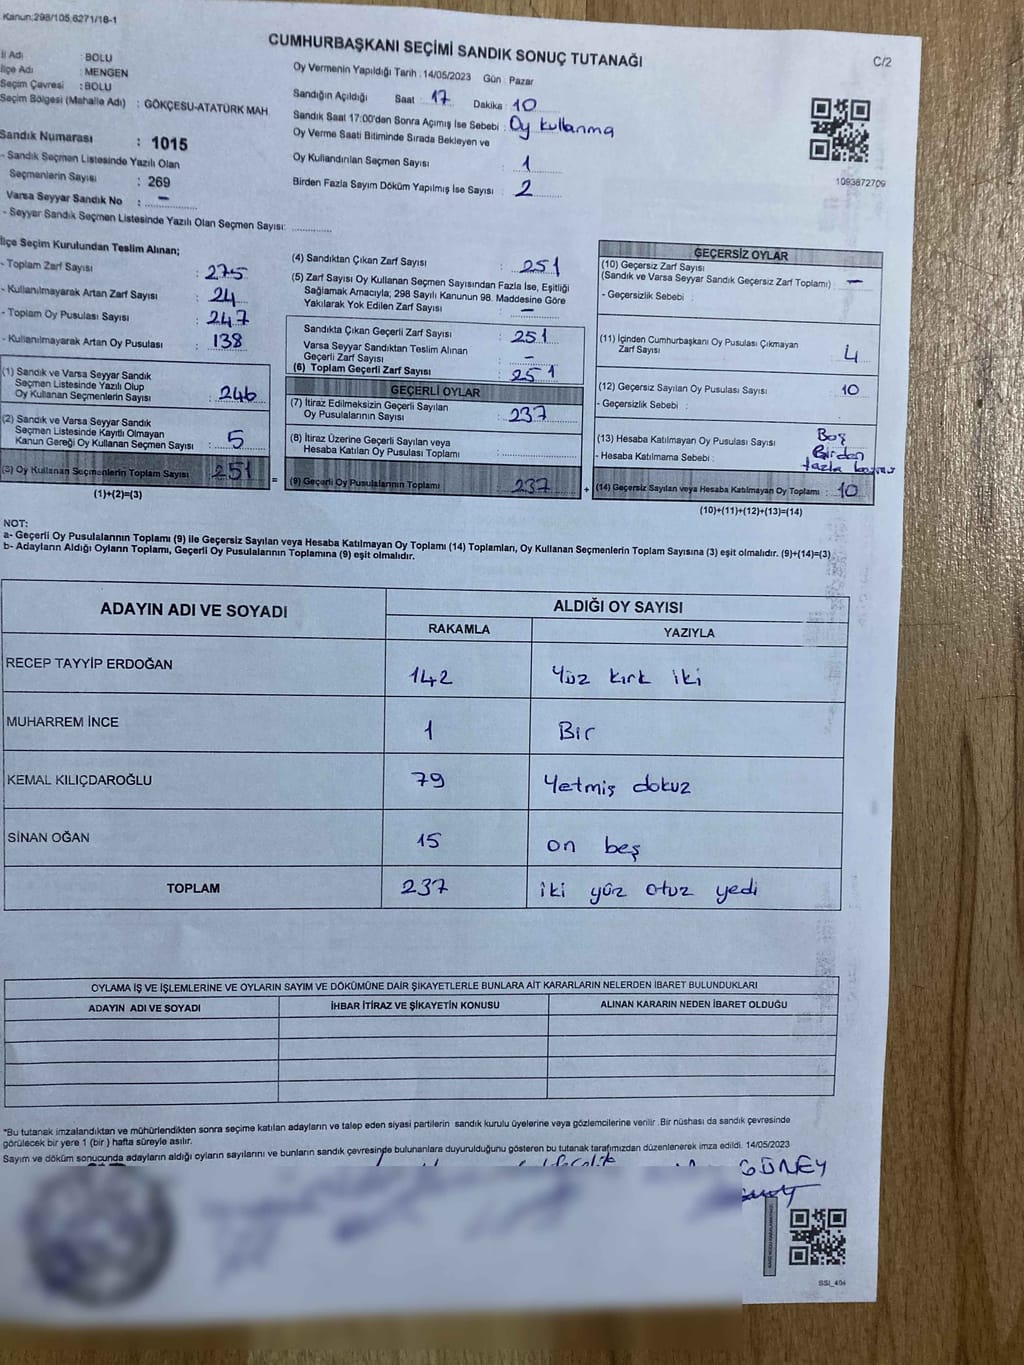 Kanun:298/105,6271/18-1
CUMHURBAŞKANI SEÇİMİ SANDIK SONUÇ TUTANAĞI
C/2
İl Adı : BOLU
İlçe Adı : MENGEN
Seçim Çevresi : BOLU
Seçim Bölgesi (Mahalle Adı) : GÖKÇESU-ATATÜRK MAH
Sandık Numarası : 1015
- Sandık Seçmen Listesinde Yazılı Olan
Seçmenlerin Sayısı : 269
Varsa Seyyar Sandık No : -
- Seyyar Sandık Seçmen Listesinde Yazılı Olan Seçmen Sayısı:
Oy Vermenin Yapıldığı Tarih : 14/05/2023 Gün : Pazar
Sandığın Açıldığı Saat : 17 Dakika : 10
Sandık Saat 17:00'den Sonra Açımış İse Sebebi : Oy kullanma
Oy Verme Saati Bitiminde Sırada Bekleyen ve
Oy Kullandırılan Seçmen Sayısı : 1
Birden Fazla Sayım Döküm Yapılmış İse Sayısı : 2
1093872709
İlçe Seçim Kurulundan Teslim Alınan;
- Toplam Zarf Sayısı : 275
- Kullanılmayarak Artan Zarf Sayısı : 24
- Toplam Oy Pusulası Sayısı : 247
- Kullanılmayarak Artan Oy Pusulası : 138
(1) Sandık ve Varsa Seyyar Sandık
Seçmen Listesinde Yazılı Olup
Oy Kullanan Seçmenlerin Sayısı : 246
(2) Sandık ve Varsa Seyyar Sandık
Seçmen Listesinde Kayıtlı Olmayan
Kanun Gereği Oy Kullanan Seçmen Sayısı : 5
(3) Oy Kullanan Seçmenlerin Toplam Sayısı : 251
(1)+(2)=(3)
(4) Sandıktan Çıkan Zarf Sayısı : 251
(5) Zarf Sayısı Oy Kullanan Seçmen Sayısından Fazla İse, Eşitliği
Sağlamak Amacıyla; 298 Sayılı Kanunun 98. Maddesine Göre
Yakılarak Yok Edilen Zarf Sayısı : -
Sandıkta Çıkan Geçerli Zarf Sayısı : 251
Varsa Seyyar Sandıktan Teslim Alınan
Geçerli Zarf Sayısı : -
(6) Toplam Geçerli Zarf Sayısı : 251
GEÇERLİ OYLAR
(7) İtiraz Edilmeksizin Geçerli Sayılan
Oy Pusulalarının Sayısı : 237
(8) İtiraz Üzerine Geçerli Sayılan veya
Hesaba Katılan Oy Pusulası Toplamı :
= (9) Geçerli Oy Pusulalarının Toplamı : 237
GEÇERSİZ OYLAR
(10) Geçersiz Zarf Sayısı
(Sandık ve Varsa Seyyar Sandık Geçersiz Zarf Toplamı) : -
- Geçersizlik Sebebi :
(11) İçinden Cumhurbaşkanı Oy Pusulası Çıkmayan
Zarf Sayısı : 4
(12) Geçersiz Sayılan Oy Pusulası Sayısı : 10
- Geçersizlik Sebebi :
(13) Hesaba Katılmayan Oy Pusulası Sayısı : Boş
- Hesaba Katılmama Sebebi : Birden
fazla
+ (14) Geçersiz Sayılan veya Hesaba Katılmayan Oy Toplamı : 10
(10)+(11)+(12)+(13)=(14)
NOT:
a- Geçerli Oy Pusulalarının Toplamı (9) ile Geçersiz Sayılan veya Hesaba Katılmayan Oy Toplamı (14) Toplamları, Oy Kullanan Seçmenlerin Toplam Sayısına (3) eşit olmalıdır. (9)+(14)=(3)
b- Adayların Aldığı Oyların Toplamı, Geçerli Oy Pusulalarının Toplamına (9) eşit olmalıdır.
ADAYIN ADI VE SOYADI ALDIĞI OY SAYISI
RAKAMLA YAZIYLA
RECEP TAYYİP ERDOĞAN 142 Yüz kırk iki
MUHARREM İNCE 1 Bir
KEMAL KILIÇDAROĞLU 79 Yetmiş dokuz
SİNAN OĞAN 15 on beş
TOPLAM 237 iki yüz otuz yedi
OYLAMA İŞ VE İŞLEMLERİNE VE OYLARIN SAYIM VE DÖKÜMÜNE DAİR ŞİKAYETLERLE BUNLARA AİT KARARLARIN NELERDEN İBARET BULUNDUKLARI
ADAYIN ADI VE SOYADI İHBAR İTİRAZ VE ŞİKAYETİN KONUSU ALINAN KARARIN NEDEN İBARET OLDUĞU
*Bu tutanak imzalandıktan ve mühürlendikten sonra seçime katılan adayların ve talep eden siyasi partilerin sandık kurulu üyelerine veya gözlemcilerine verilir. Bir nüshası da sandık çevresinde
görülecek bir yere 1 (bir) hafta süreyle asılır.
Sayım ve döküm sonucunda adayların aldığı oyların sayılarını ve bunların sandık çevresinde bulunanlara duyurulduğunu gösteren bu tutanak tarafımızdan düzenlenerek imza edildi. 14/05/2023
GÜNEY
SSI_404